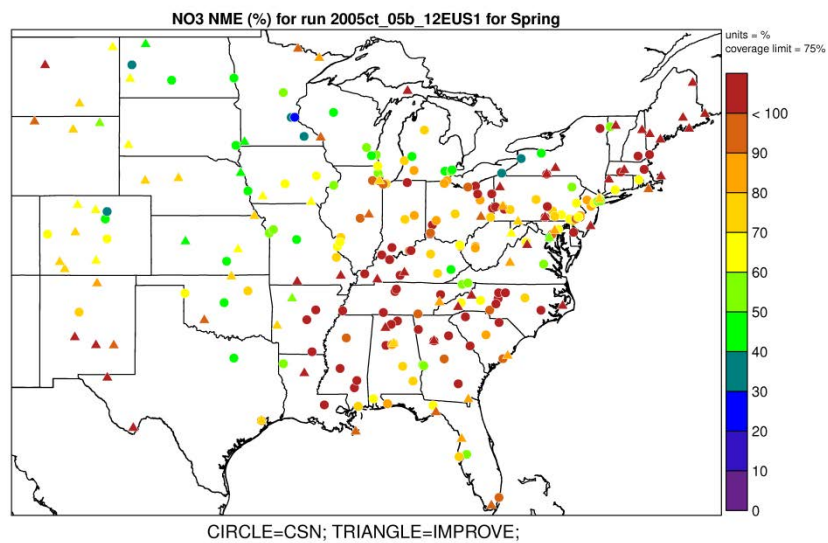 NO3 NME (%) for run 2005ct_05b_12EUS1 for Spring
units = %
coverage limit = 75%
< 100
90
80
70
60
50
40
30
20
10
0
CIRCLE=CSN; TRIANGLE=IMPROVE;